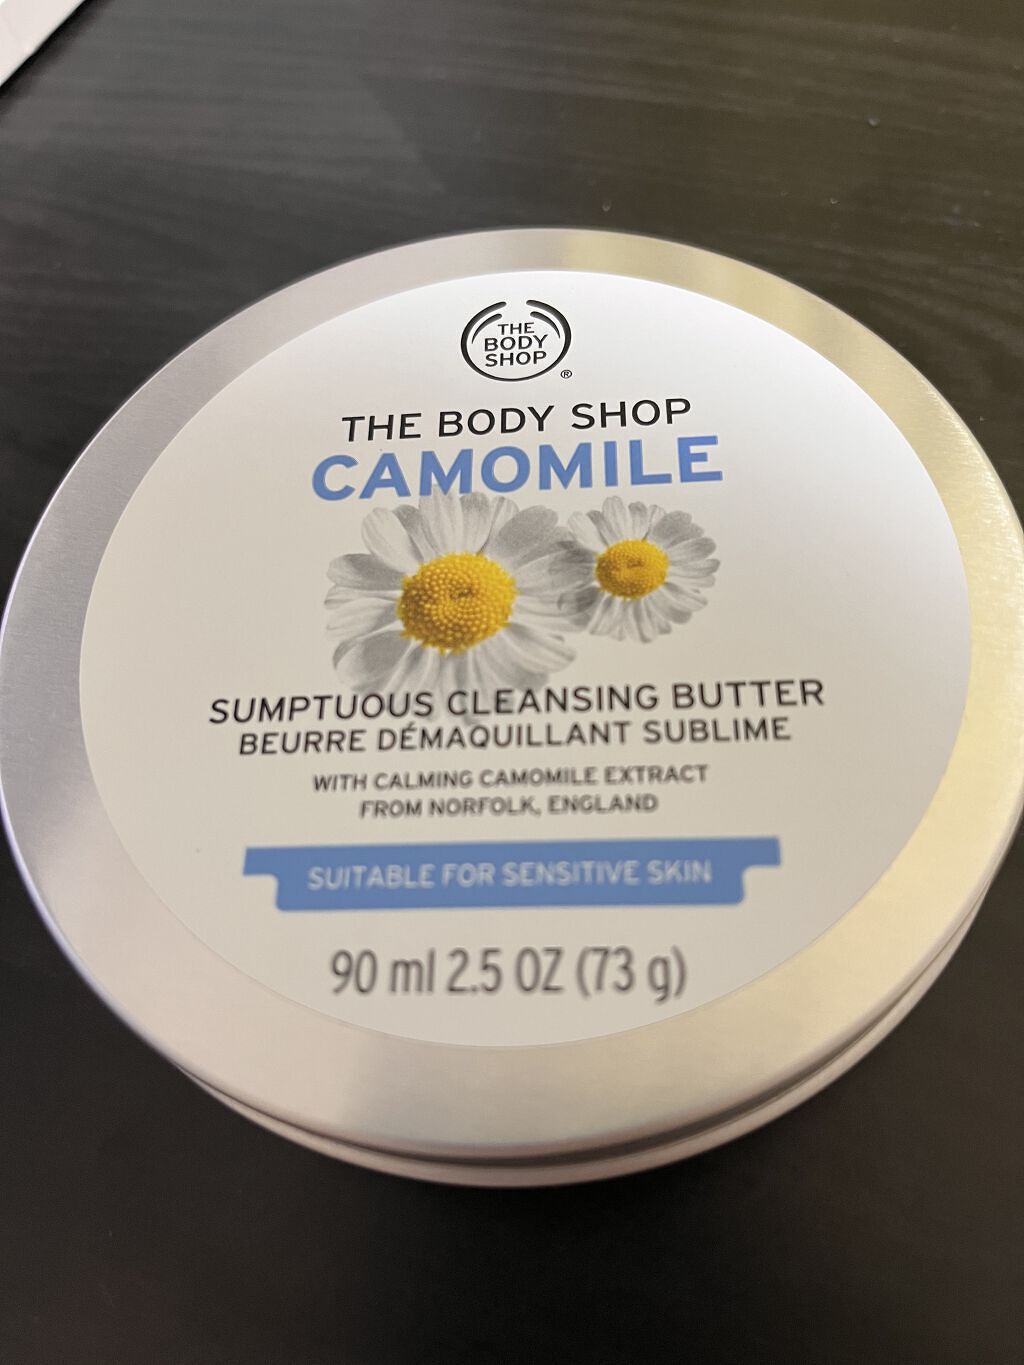 THE
BODY
SHOP
®
THE BODY SHOP
CAMOMILE
SUMPTUOUS CLEANSING BUTTER
BEURRE DÉMAQUILLANT SUBLIME
WITH CALMING CAMOMILE EXTRACT
FROM NORFOLK, ENGLAND
SUITABLE FOR SENSITIVE SKIN
90 ml 2.5 OZ (73 g)